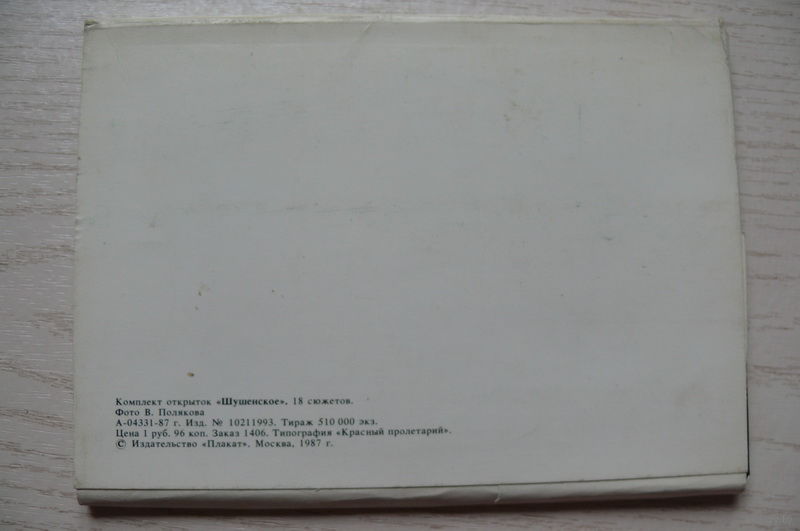 Комплект открыток «Шушенское», 18 сюжетов.
Фото В. Полякова
А-04331-87 г. Изд. № 10211993. Тираж 510 000 экз.
Цена 1 руб. 96 коп. Заказ 1406. Типография «Красный пролетарий».
© Издательство «Плакат». Москва, 1987 г.